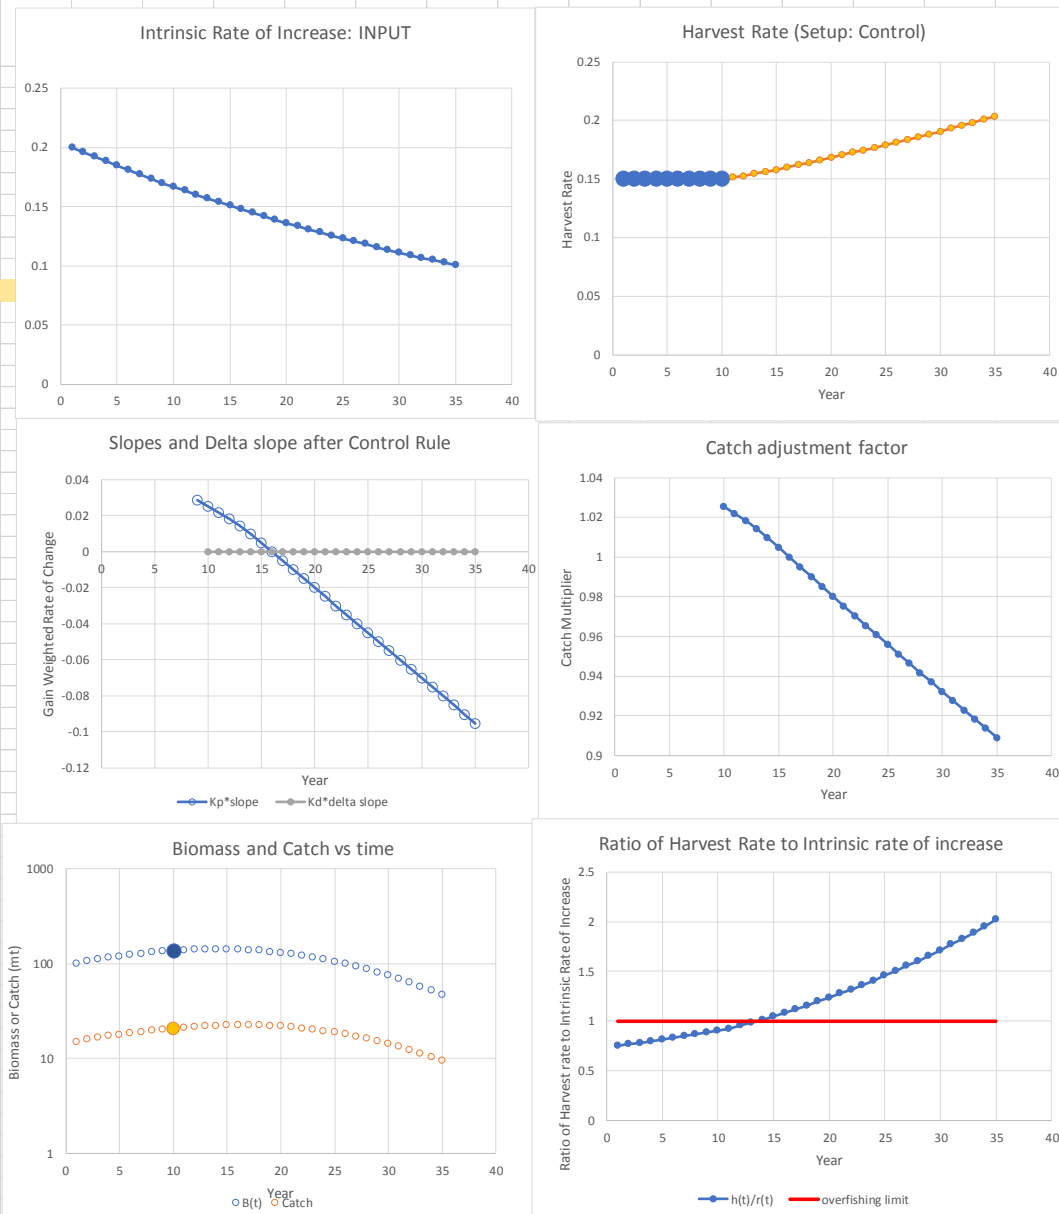 Intrinsic Rate of Increase: INPUT
0.25
0.2
0.15
0.1
0.05
0
0 5 10 15 20 25 30 35 40
Harvest Rate (Setup: Control)
0.25
0.2
0.15
0.1
0.05
0
Harvest Rate
0 5 10 15 20 25 30 35 40
Year
Slopes and Delta slope after Control Rule
0.04
0.02
0
-0.02
-0.04
-0.06
-0.08
-0.1
-0.12
Gain Weighted Rate of Change
0 5 10 15 20 25 30 35 40
Year
Kp*slope Kd*delta slope
Catch adjustment factor
1.04
1.02
1
0.98
0.96
0.94
0.92
0.9
Catch Multiplier
0 5 10 15 20 25 30 35 40
Year
Biomass and Catch vs time
1000
100
10
1
Biomass or Catch (mt)
0 5 10 15 20 25 30 35 40
Year
B(t) Catch
Ratio of Harvest Rate to Intrinsic rate of increase
2.5
2
1.5
1
0.5
0
Ratio of Harvest rate to Intrinsic Rate of Increase
0 5 10 15 20 25 30 35 40
Year
h(t)/r(t) overfishing limit